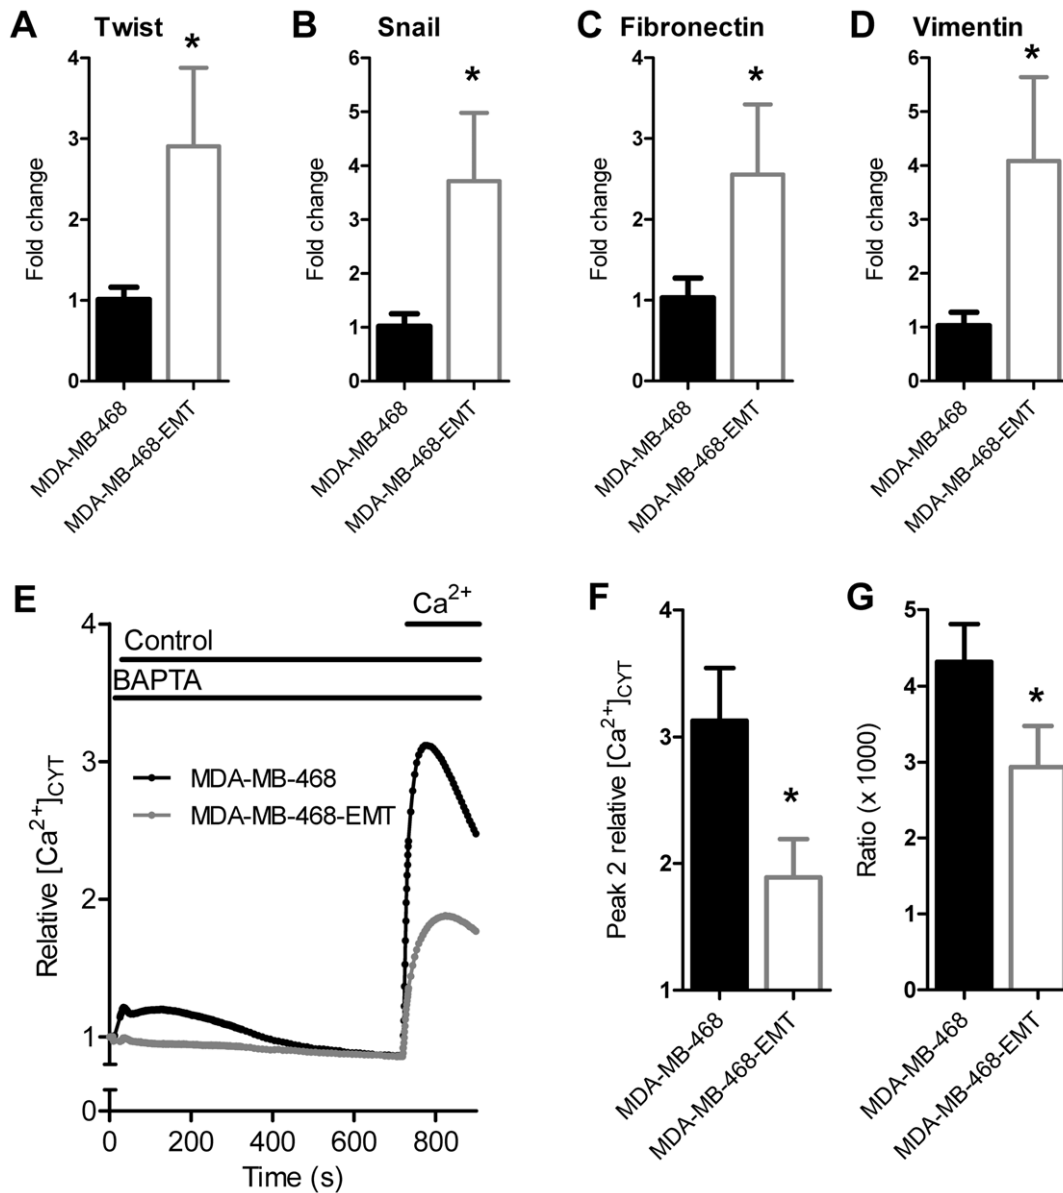 A Twist
*
4
3
2
1
0
Fold change
MDA-MB-468
MDA-MB-468-EMT
B Snail
*
6
5
4
3
2
1
0
Fold change
MDA-MB-468
MDA-MB-468-EMT
C Fibronectin
*
4
3
2
1
0
Fold change
MDA-MB-468
MDA-MB-468-EMT
D Vimentin
*
6
5
4
3
2
1
0
Fold change
MDA-MB-468
MDA-MB-468-EMT
E
Ca²⁺
Control
BAPTA
MDA-MB-468
MDA-MB-468-EMT
4
3
2
1
0
Relative [Ca²⁺]CYT
0 200 400 600 800
Time (s)
F
4
3
2
1
Peak 2 relative [Ca²⁺]CYT
*
MDA-MB-468
MDA-MB-468-EMT
G
5
4
3
2
1
0
Ratio (x 1000)
*
MDA-MB-468
MDA-MB-468-EMT